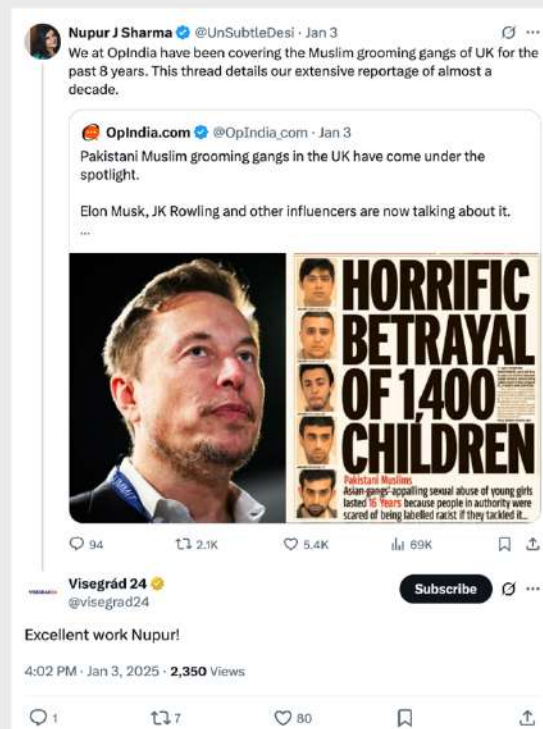 Nupur J Sharma @UnSubtleDesi · Jan 3
We at OpIndia have been covering the Muslim grooming gangs of UK for the
past 8 years. This thread details our extensive reportage of almost a
decade.
OpIndia.com @OpIndia_com · Jan 3
Pakistani Muslim grooming gangs in the UK have come under the
spotlight.
Elon Musk, JK Rowling and other influencers are now talking about it.
...
HORRIFIC
BETRAYAL
OF 1,400
CHILDREN
Pakistani Muslims
Asian gangs' appalling sexual abuse of young girls
lasted 16 Years because people in authority were
scared of being labelled racist if they tackled it...
94 2.1K 5.4K 69K
Visegrád 24
@visegrad24
Subscribe
Excellent work Nupur!
4:02 PM · Jan 3, 2025 · 2,350 Views
1 7 80